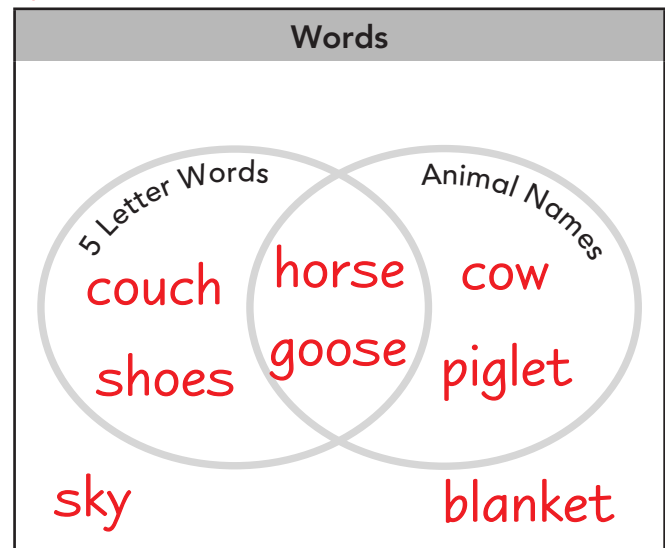 Words
5 Letter Words
Animal Names
couch
horse
cow
shoes
goose
piglet
sky
blanket